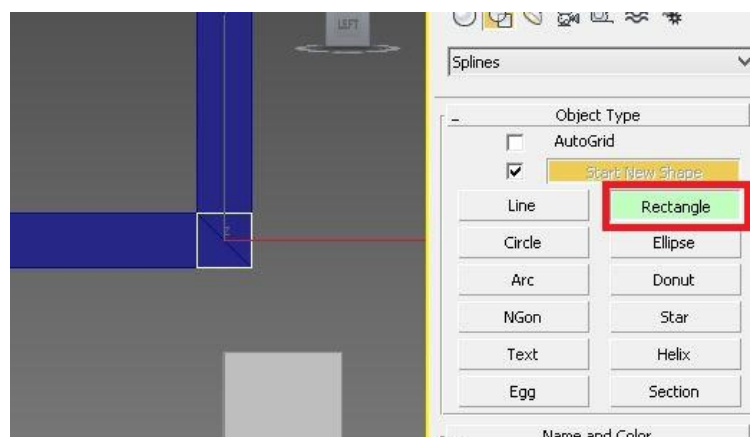 LEFT
z
Splines
- Object Type
AutoGrid
Start New Shape
Line Rectangle
Circle Ellipse
Arc Donut
NGon Star
Text Helix
Egg Section
Name and Color